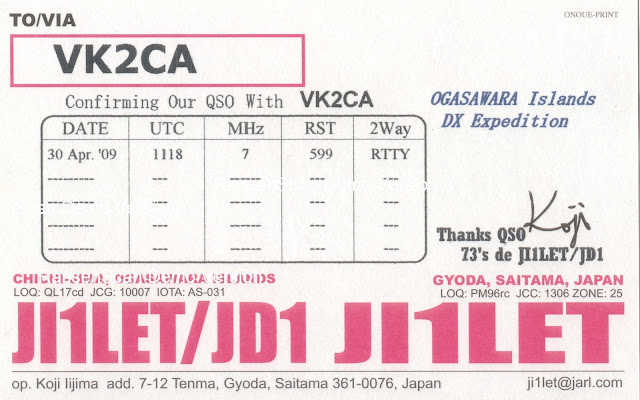 TO/VIA
ONOUE-PRINT
VK2CA
Confirming Our QSO With VK2CA
OGASAWARA Islands
DX Expedition
DATE UTC MHz RST 2Way
30 Apr. '09 1118 7 599 RTTY
-------- --- --- --- ---
-------- --- --- --- ---
-------- --- --- --- ---
-------- --- --- --- ---
Koji
Thanks QSO
73's de JI1LET/JD1
GYODA, SAITAMA, JAPAN
LOQ: QL17cd JCG: 10007 IOTA: AS-031
LOQ: PM96rc JCC: 1306 ZONE: 25
JI1LET/JD1 JI1LET
op. Koji Iijima add. 7-12 Tenma, Gyoda, Saitama 361-0076, Japan
ji1let@jarl.com